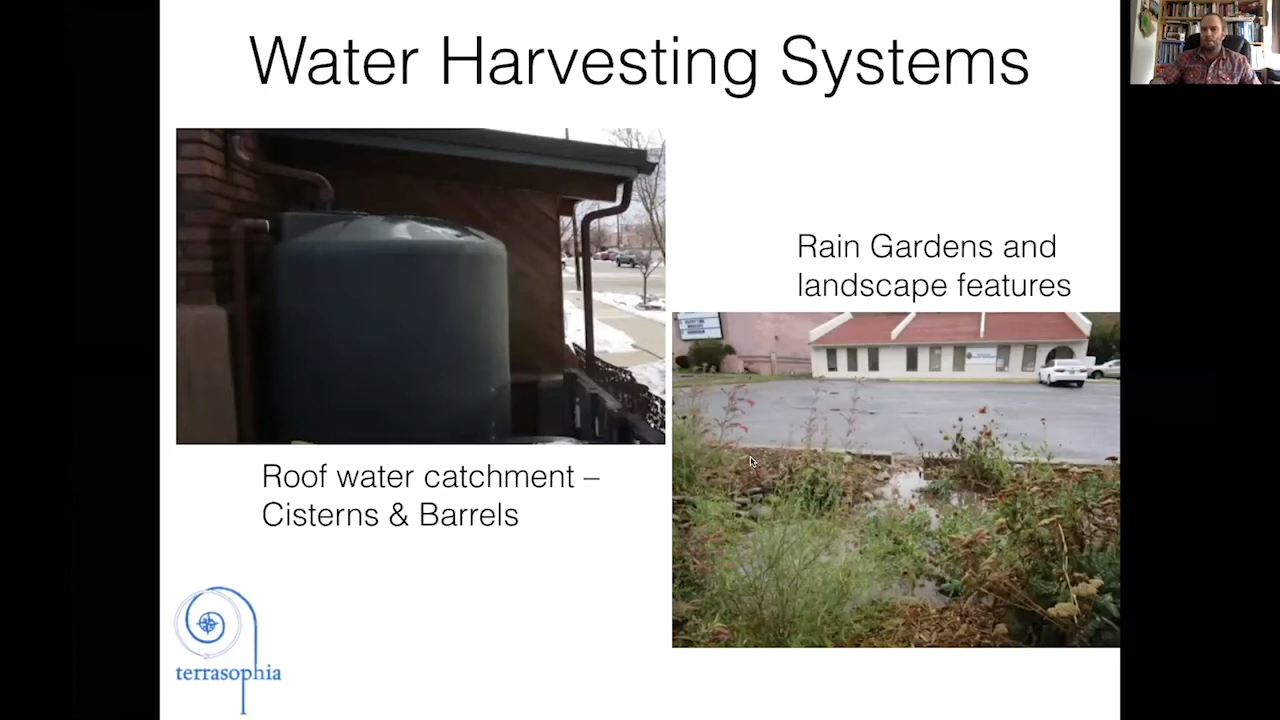 Water Harvesting Systems
Rain Gardens and
landscape features
Roof water catchment –
Cisterns & Barrels
terrasophia